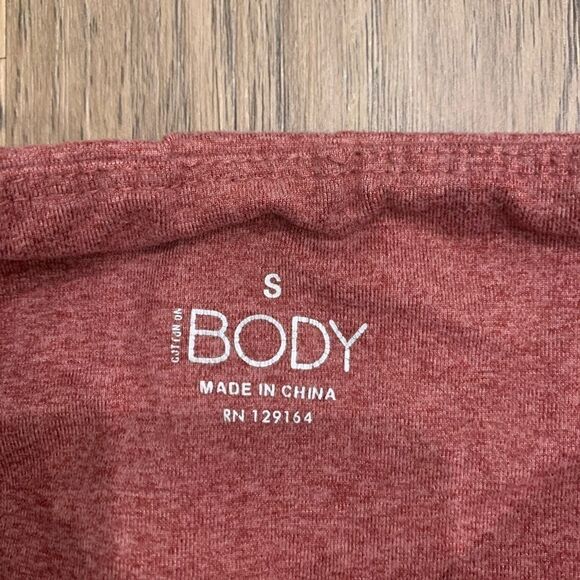 S
COTTON ON
BODY
MADE IN CHINA
RN 129164